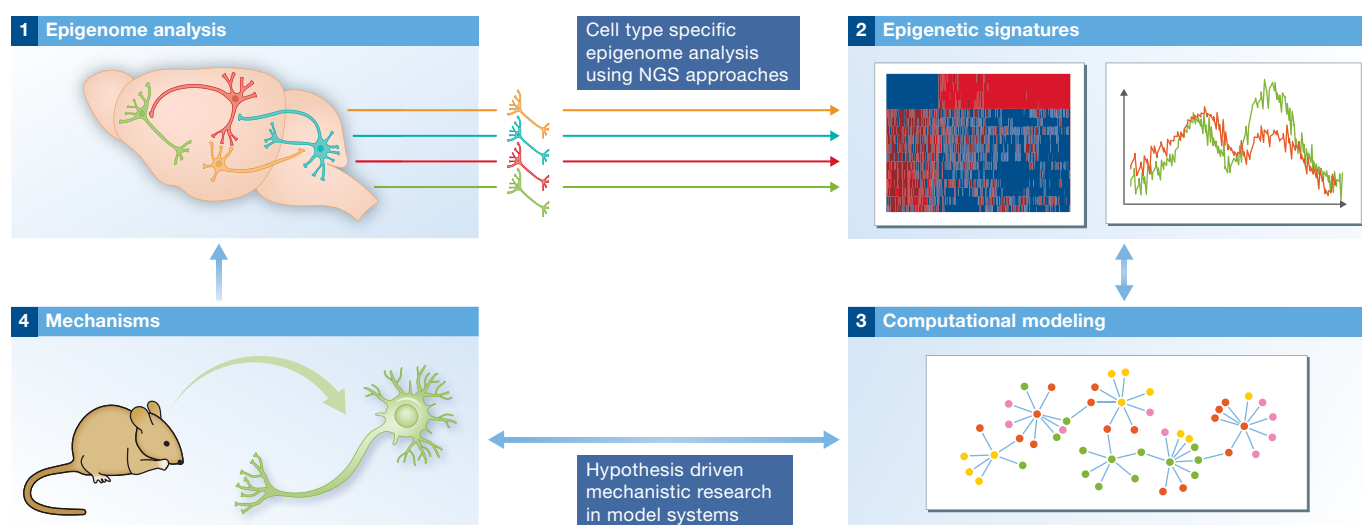 1 Epigenome analysis
Cell type specific
epigenome analysis
using NGS approaches
2 Epigenetic signatures
4 Mechanisms
3 Computational modeling
Hypothesis driven
mechanistic research
in model systems